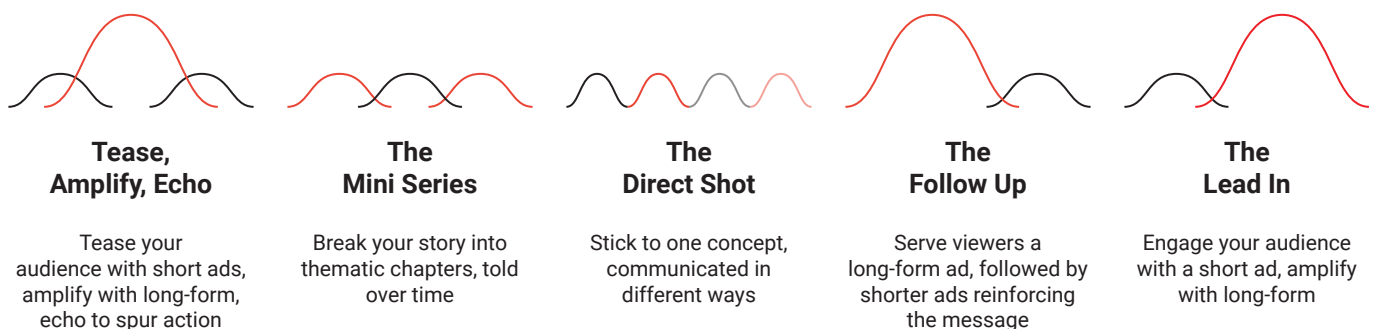 Tease,
Amplify, Echo
Tease your
audience with short ads,
amplify with long-form,
echo to spur action
The
Mini Series
Break your story into
thematic chapters, told
over time
The
Direct Shot
Stick to one concept,
communicated in
different ways
The
Follow Up
Serve viewers a
long-form ad, followed by
shorter ads reinforcing
the message
The
Lead In
Engage your audience
with a short ad, amplify
with long-form